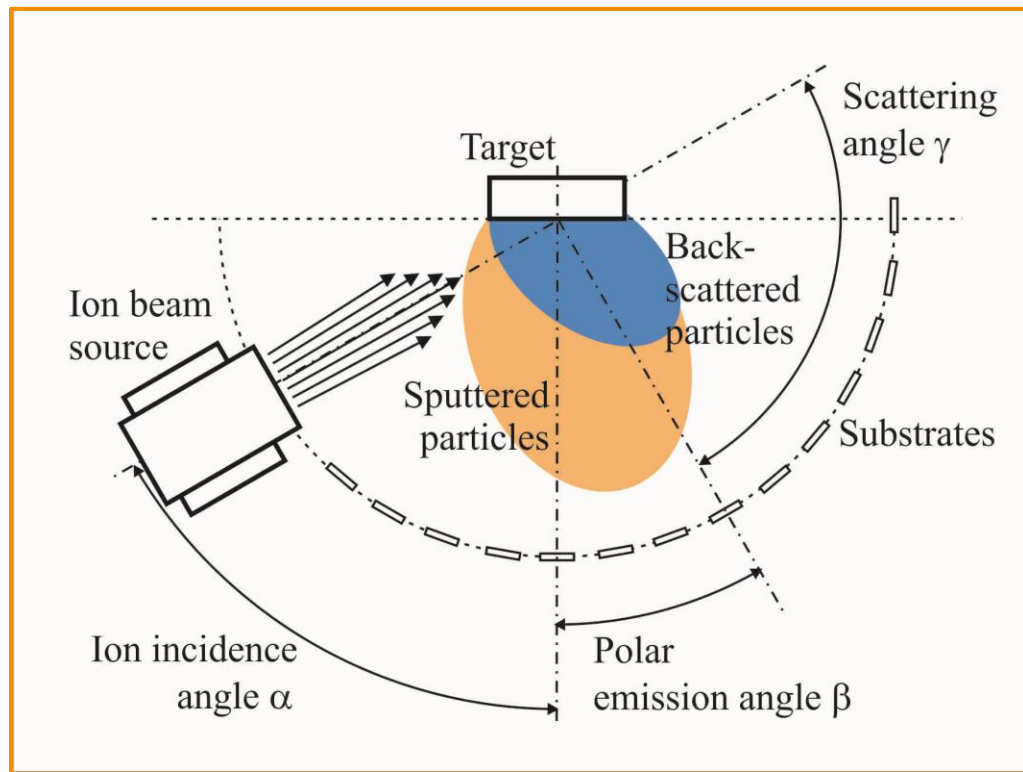 Target
Scattering
angle γ
Back-
scattered
particles
Ion beam
source
Sputtered
particles
Substrates
Ion incidence
angle α
Polar
emission angle β